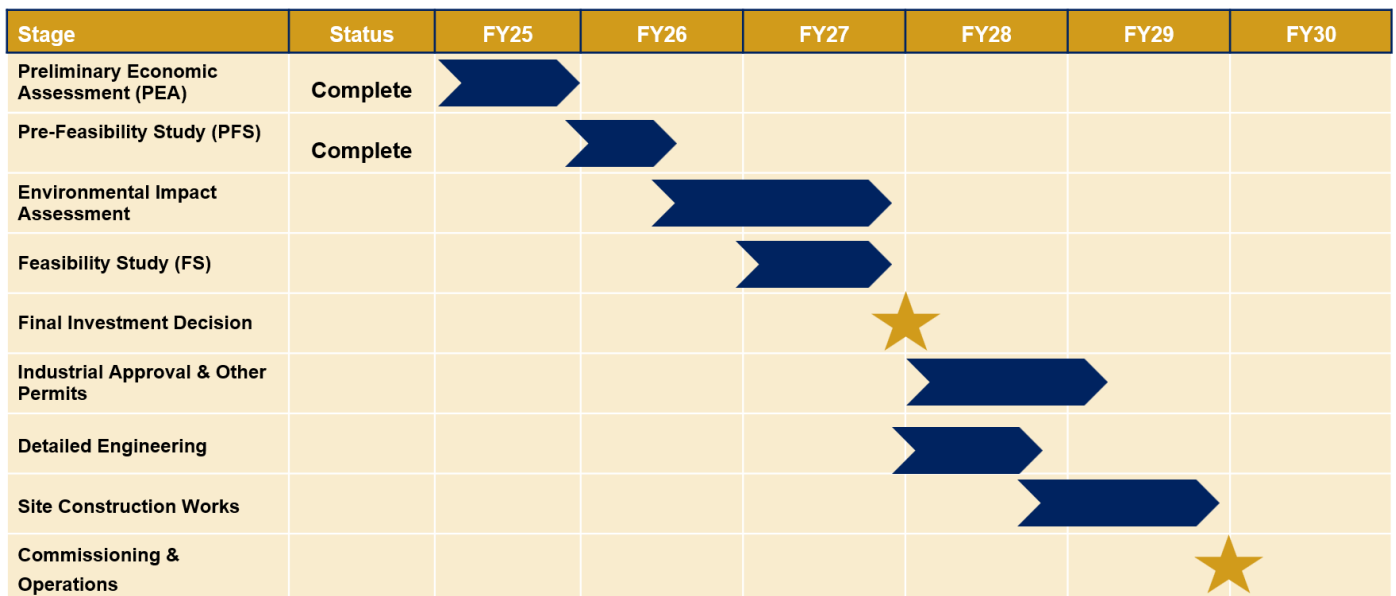 Stage Status FY25 FY26 FY27 FY28 FY29 FY30
Preliminary Economic
Assessment (PEA)
Complete
Pre-Feasibility Study (PFS)
Complete
Environmental Impact
Assessment
Feasibility Study (FS)
Final Investment Decision
Industrial Approval & Other
Permits
Detailed Engineering
Site Construction Works
Commissioning &
Operations